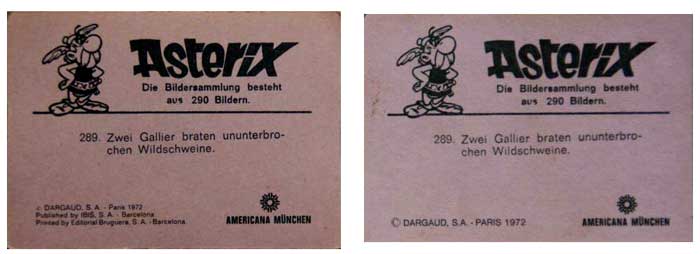 Asterix
Die Bildersammlung besteht
aus 290 Bildern.
289. Zwei Gallier braten ununterbro-
chen Wildschweine.
© DARGAUD, S. A. - Paris 1972
Published by IBIS, S. A. - Barcelona
Printed by Editorial Bruguera, S. A. - Barcelona
AMERICANA MÜNCHEN
Asterix
Die Bildersammlung besteht
aus 290 Bildern.
289. Zwei Gallier braten ununterbro-
chen Wildschweine.
© DARGAUD, S.A. - PARIS 1972
AMERICANA MÜNCHEN